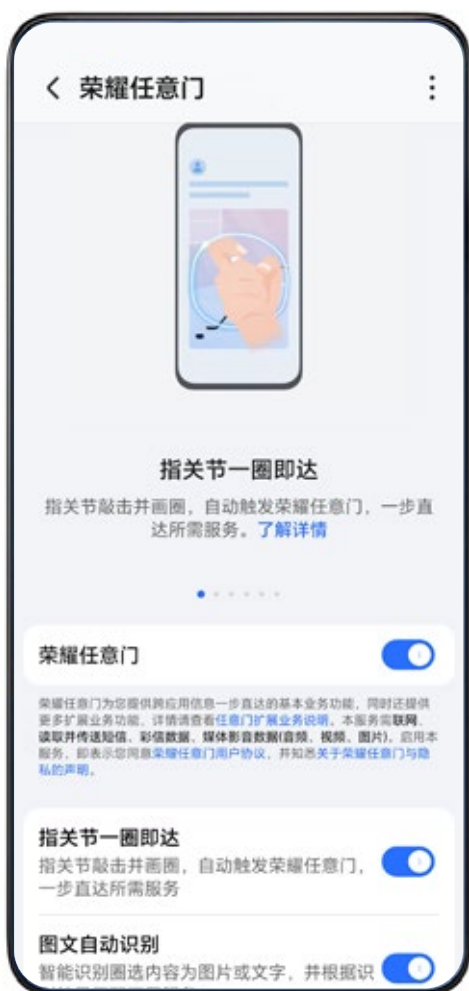 荣耀任意门
指关节一圈即达
指关节敲击并画圈，自动触发荣耀任意门，一步直
达所需服务。了解详情
荣耀任意门
荣耀任意门为您提供跨应用信息一步直达的基本业务功能，同时还提供
更多扩展业务功能，详情请查看任意门扩展业务说明。本服务需联网、
读取并传送短信、彩信数据、媒体影音数据(音频、视频、图片)。启用本
服务，即表示您同意荣耀任意门用户协议，并知悉关于荣耀任意门与隐
私的声明。
指关节一圈即达
指关节敲击并画圈，自动触发荣耀任意门，
一步直达所需服务
图文自动识别
智能识别圈选内容为图片或文字，并根据识